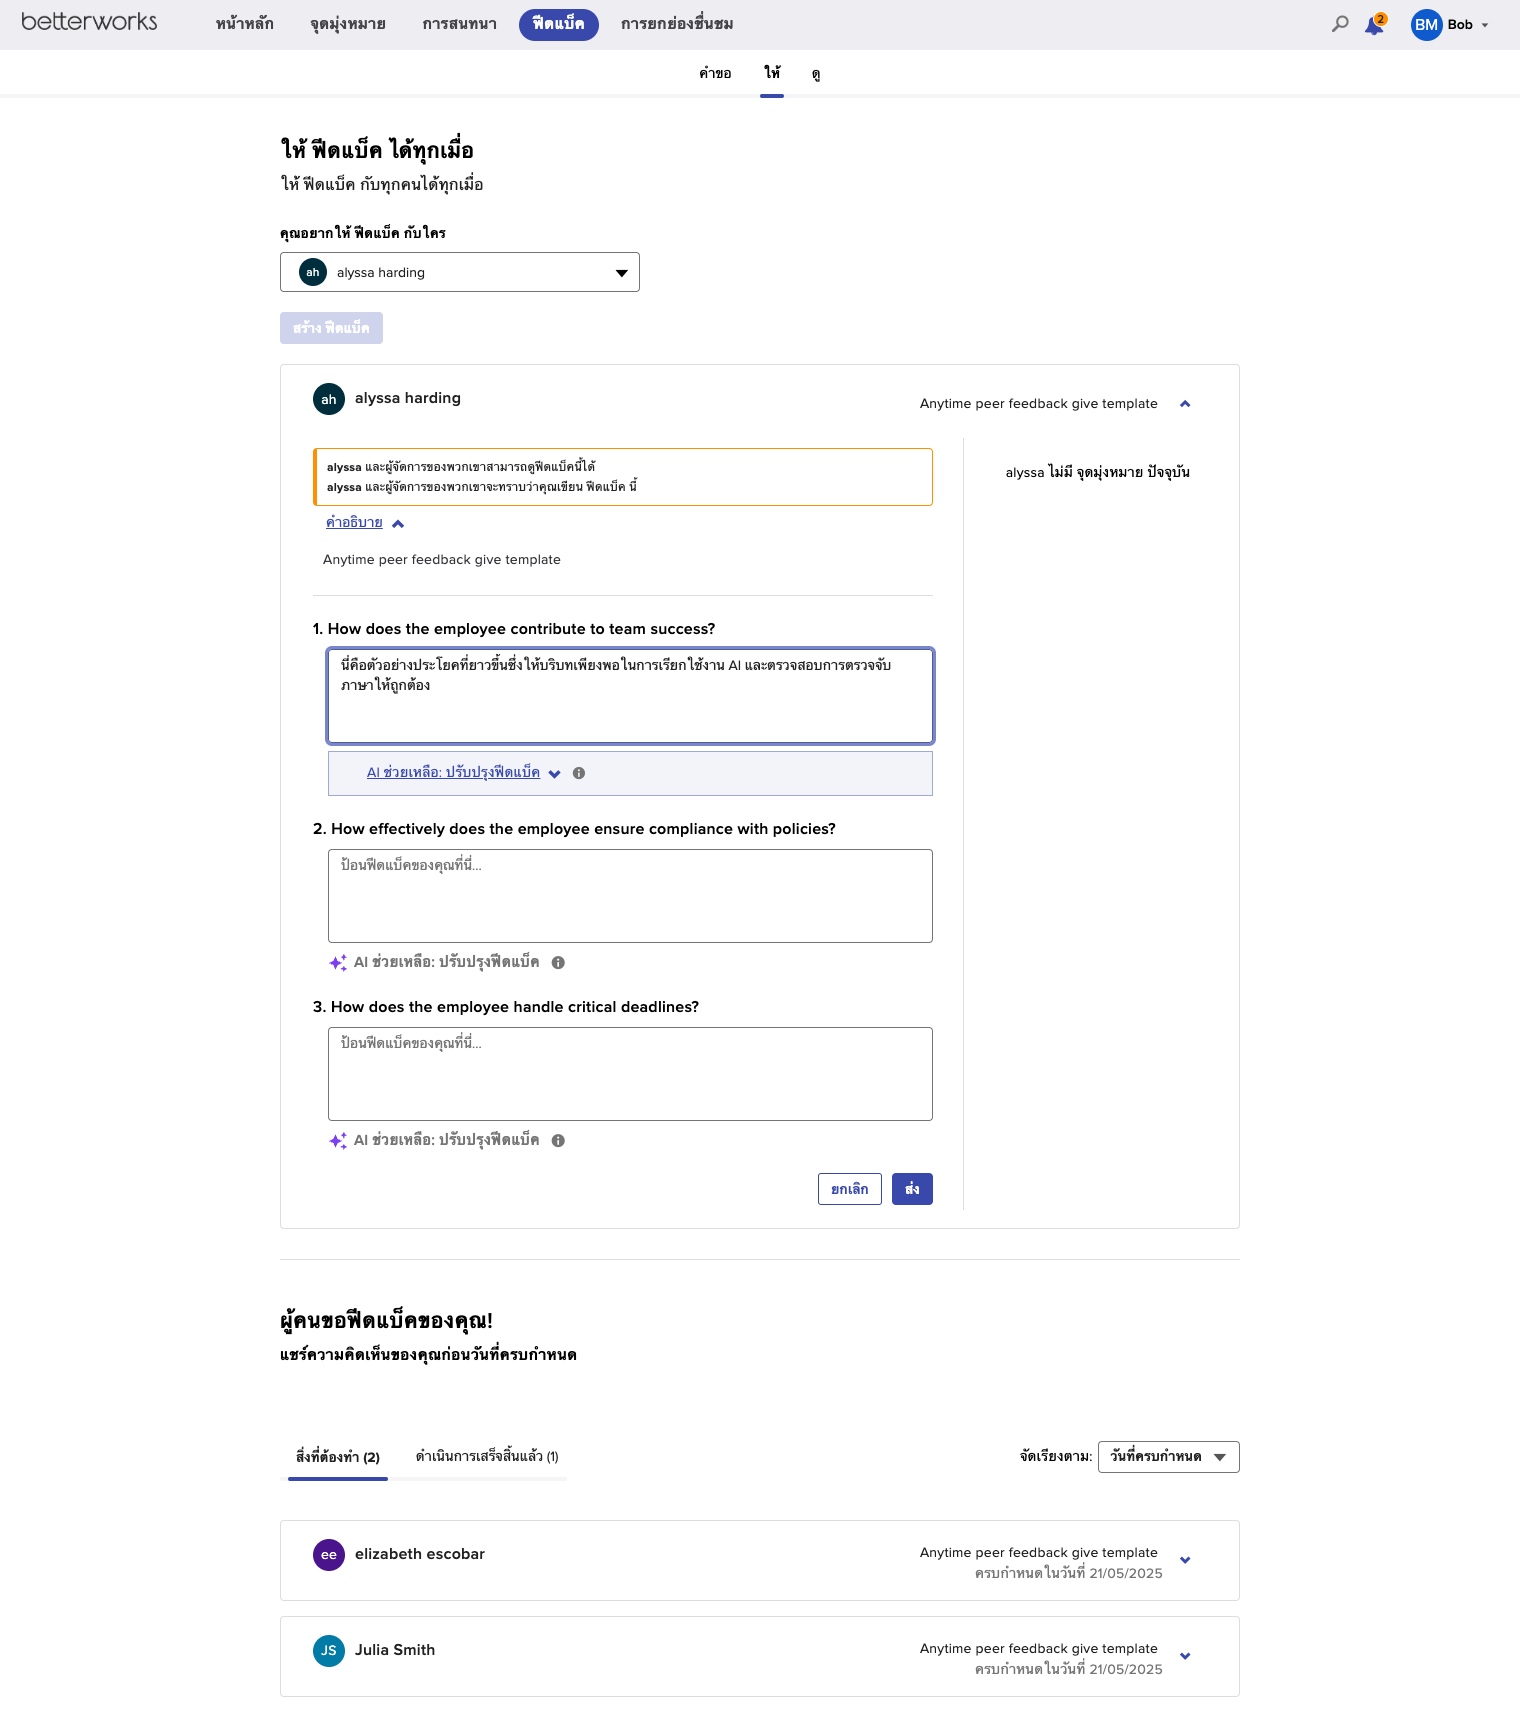 betterworks
หน้าหลัก จุดมุ่งหมาย การสนทนา ฟีดแบ็ค การยกย่องชื่นชม
2
BM Bob
คำขอ ให้ ดู
ให้ ฟีดแบ็ค ได้ทุกเมื่อ
ให้ ฟีดแบ็ค กับทุกคนได้ทุกเมื่อ
คุณอยากให้ ฟีดแบ็ค กับใคร
ah alyssa harding
สร้าง ฟีดแบ็ค
ah alyssa harding
Anytime peer feedback give template
alyssa และผู้จัดการของพวกเขาสามารถดูฟีดแบ็คนี้ได้
alyssa และผู้จัดการของพวกเขาจะทราบว่าคุณเขียน ฟีดแบ็ค นี้
alyssa ไม่มี จุดมุ่งหมาย ปัจจุบัน
คำอธิบาย
Anytime peer feedback give template
1. How does the employee contribute to team success?
นี่คือตัวอย่างประโยคที่ยาวขึ้นซึ่งให้บริบทเพียงพอในการเรียกใช้งาน AI และตรวจสอบการตรวจจับ
ภาษาให้ถูกต้อง
AI ช่วยเหลือ: ปรับปรุงฟีดแบ็ค
2. How effectively does the employee ensure compliance with policies?
ป้อนฟีดแบ็คของคุณที่นี่...
AI ช่วยเหลือ: ปรับปรุงฟีดแบ็ค
3. How does the employee handle critical deadlines?
ป้อนฟีดแบ็คของคุณที่นี่...
AI ช่วยเหลือ: ปรับปรุงฟีดแบ็ค
ยกเลิก ส่ง
ผู้คนขอฟีดแบ็คของคุณ!
แชร์ความคิดเห็นของคุณก่อนวันที่ครบกำหนด
สิ่งที่ต้องทำ (2) ดำเนินการเสร็จสิ้นแล้ว (1)
จัดเรียงตาม: วันที่ครบกำหนด
ee elizabeth escobar
Anytime peer feedback give template
ครบกำหนดในวันที่ 21/05/2025
JS Julia Smith
Anytime peer feedback give template
ครบกำหนดในวันที่ 21/05/2025